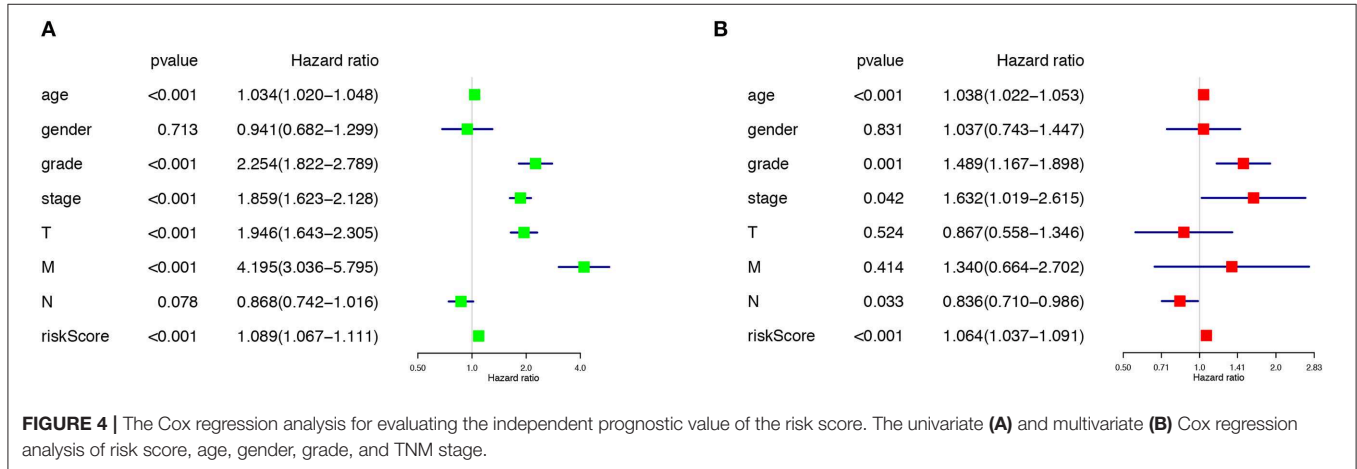 A
pvalue Hazard ratio
age <0.001 1.034(1.020−1.048)
gender 0.713 0.941(0.682−1.299)
grade <0.001 2.254(1.822−2.789)
stage <0.001 1.859(1.623−2.128)
T <0.001 1.946(1.643−2.305)
M <0.001 4.195(3.036−5.795)
N 0.078 0.868(0.742−1.016)
riskScore <0.001 1.089(1.067−1.111)
0.50 1.0 2.0 4.0
Hazard ratio
B
pvalue Hazard ratio
age <0.001 1.038(1.022−1.053)
gender 0.831 1.037(0.743−1.447)
grade 0.001 1.489(1.167−1.898)
stage 0.042 1.632(1.019−2.615)
T 0.524 0.867(0.558−1.346)
M 0.414 1.340(0.664−2.702)
N 0.033 0.836(0.710−0.986)
riskScore <0.001 1.064(1.037−1.091)
0.50 0.71 1.0 1.41 2.0 2.83
Hazard ratio
FIGURE 4 | The Cox regression analysis for evaluating the independent prognostic value of the risk score. The univariate (A) and multivariate (B) Cox regression
analysis of risk score, age, gender, grade, and TNM stage.